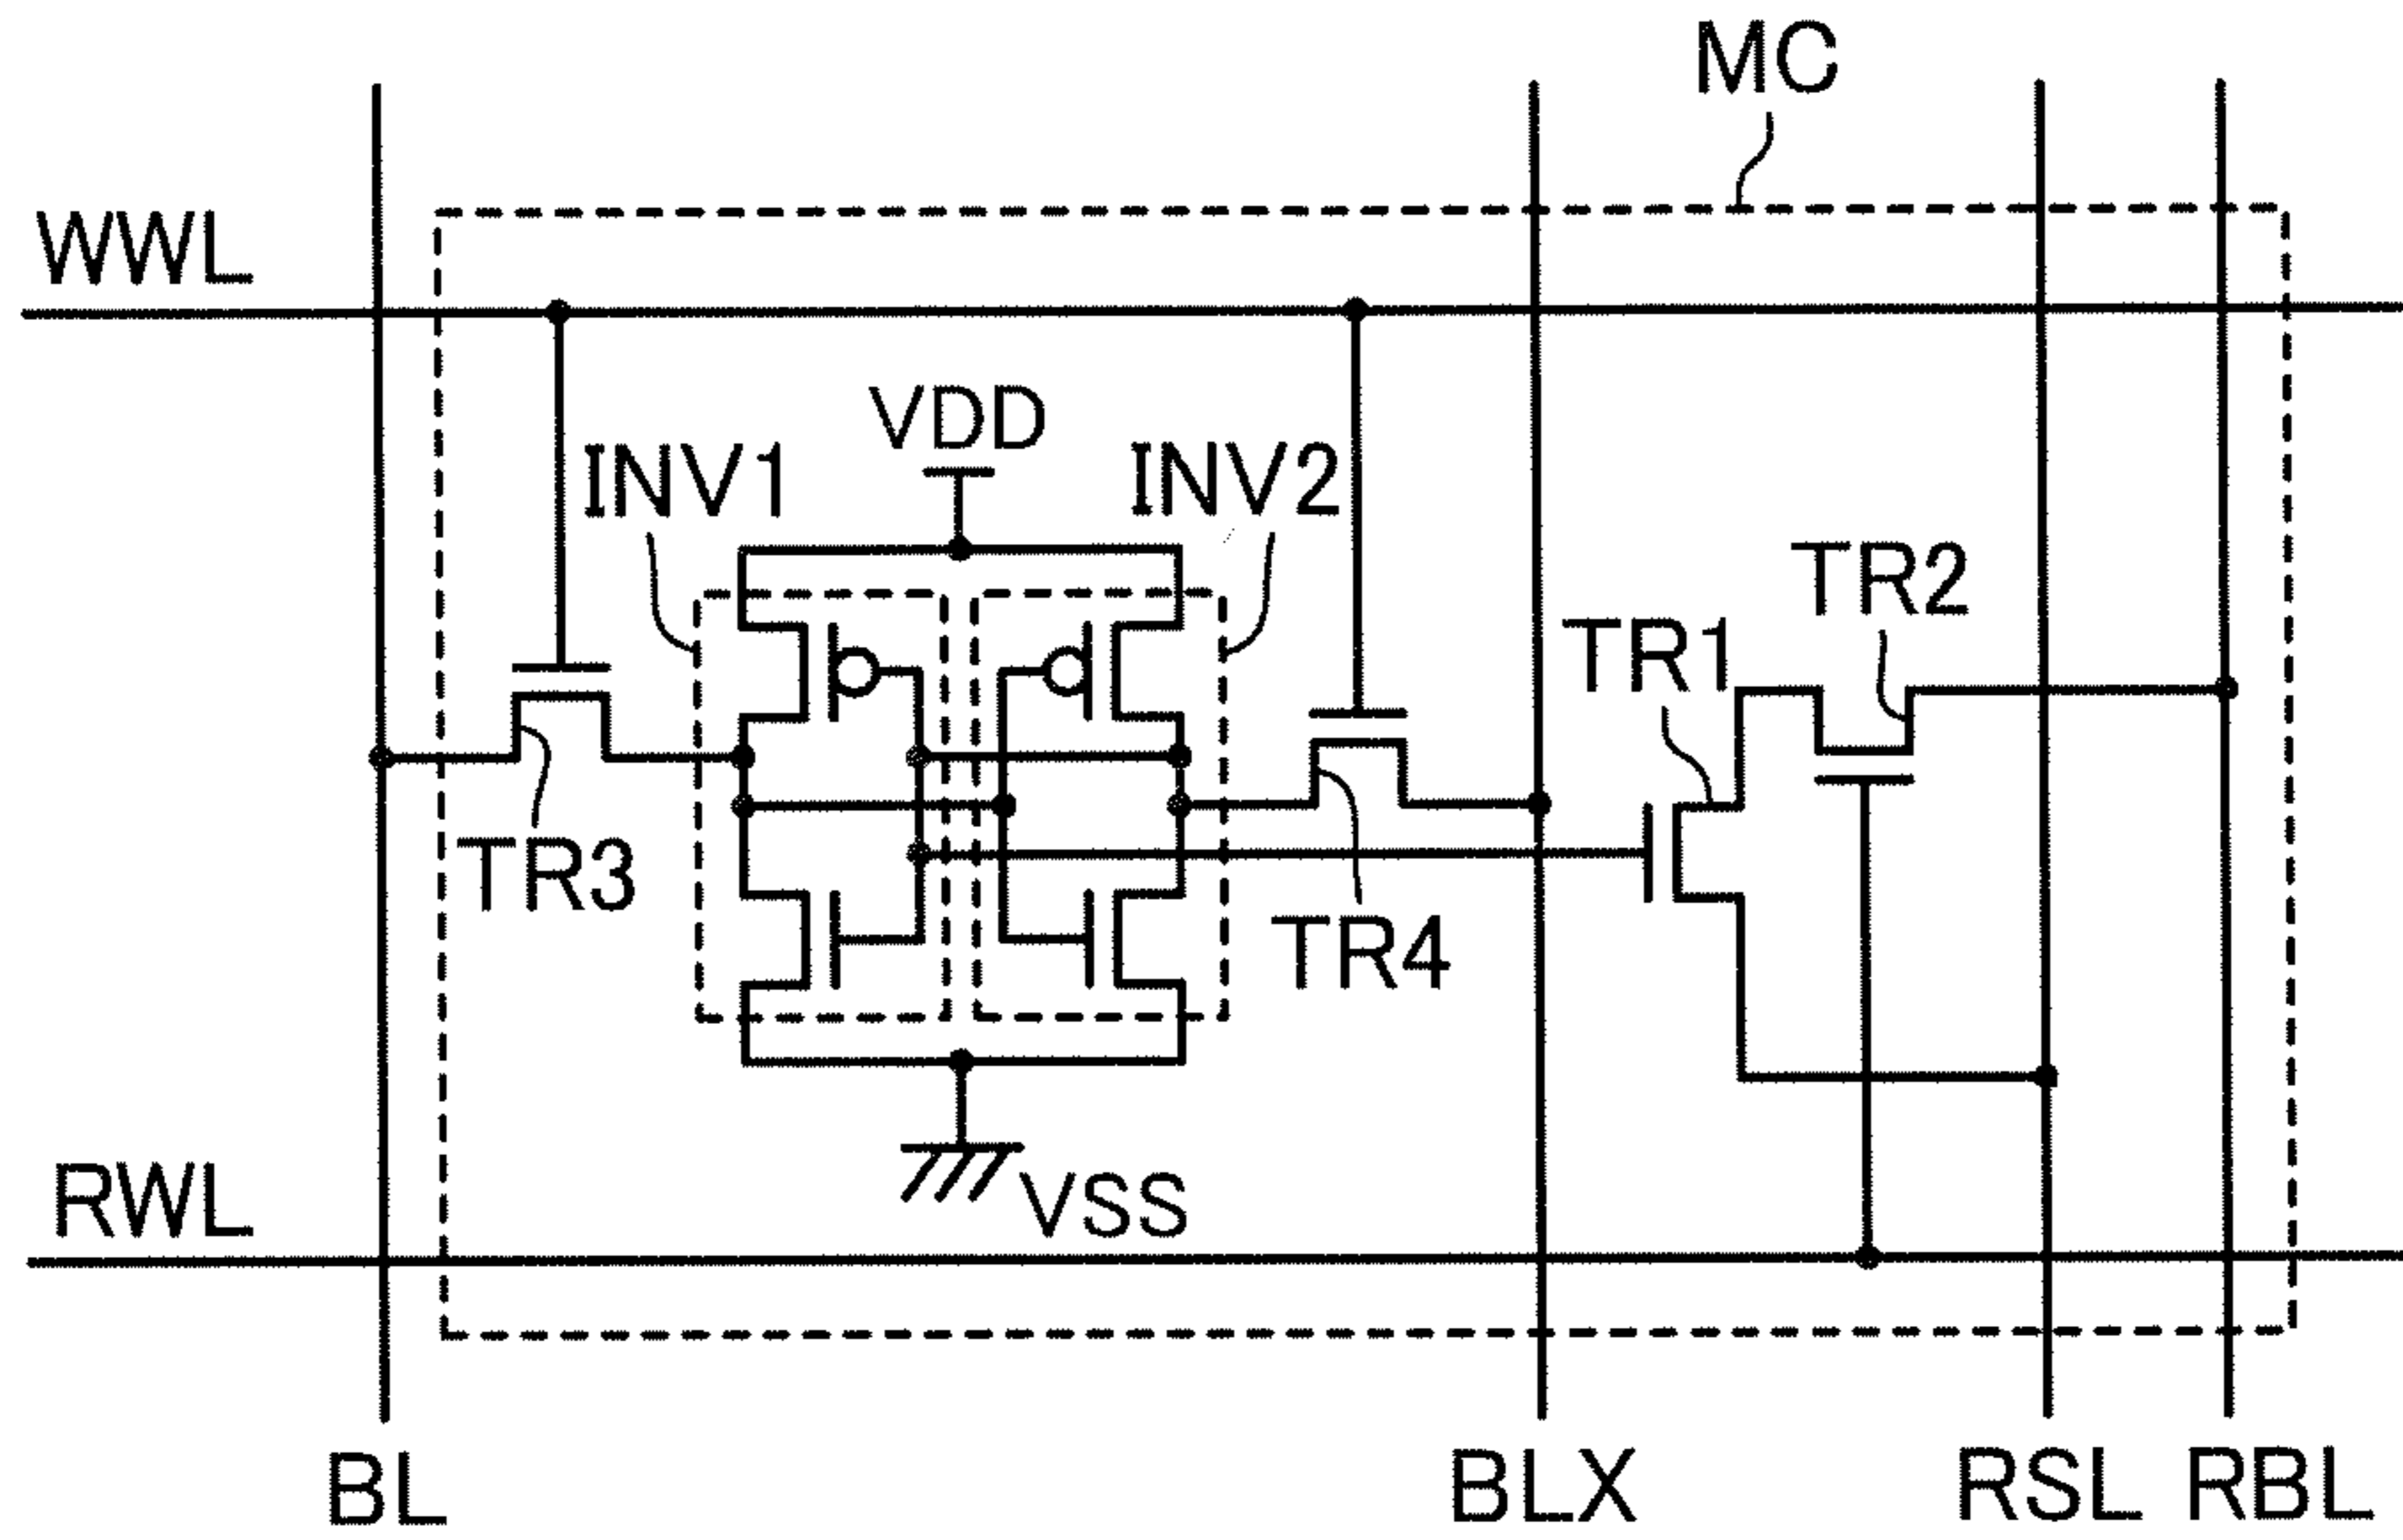 MC
WWL
VDD
INV1
INV2
TR2
TR1
TR3
TR4
RWL
VSS
BL
BLX
RSL
RBL